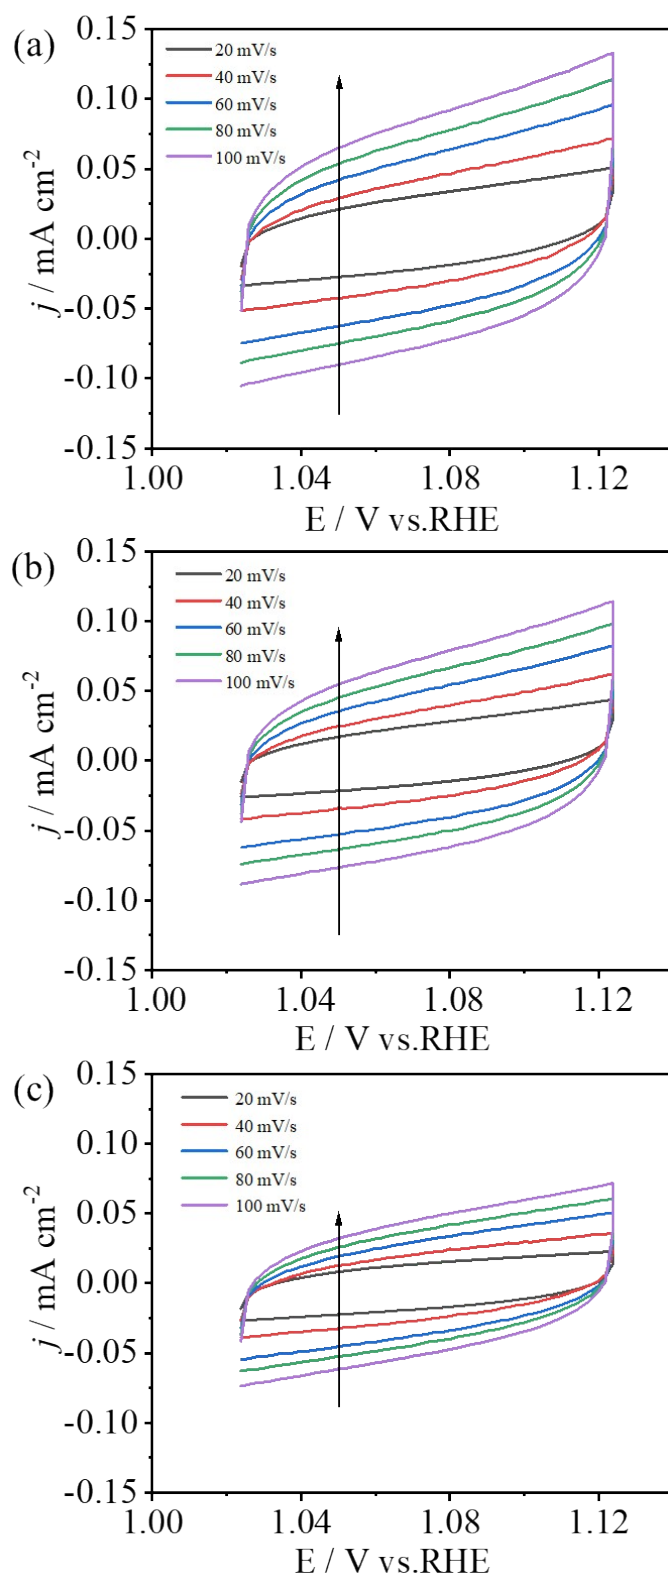 (a)
0.15
0.10
0.05
0.00
-0.05
-0.10
-0.15
j / mA cm-2
20 mV/s
40 mV/s
60 mV/s
80 mV/s
100 mV/s
1.00 1.04 1.08 1.12
E / V vs.RHE
(b)
0.15
0.10
0.05
0.00
-0.05
-0.10
-0.15
j / mA cm-2
20 mV/s
40 mV/s
60 mV/s
80 mV/s
100 mV/s
1.00 1.04 1.08 1.12
E / V vs.RHE
(c)
0.15
0.10
0.05
0.00
-0.05
-0.10
-0.15
j / mA cm-2
20 mV/s
40 mV/s
60 mV/s
80 mV/s
100 mV/s
1.00 1.04 1.08 1.12
E / V vs.RHE